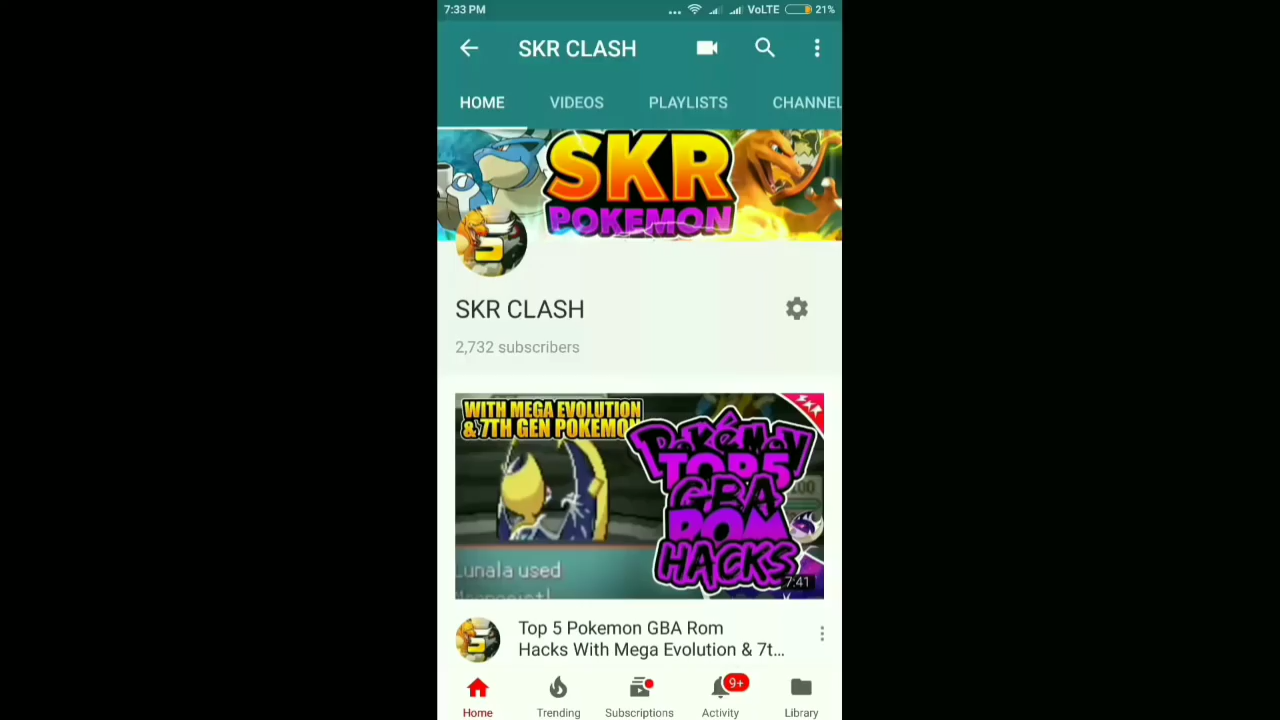 7:33 PM
VoLTE
21%
SKR CLASH
HOME
VIDEOS
PLAYLISTS
CHANNEL
SKR
POKEMON
S
SKR CLASH
2,732 subscribers
WITH MEGA EVOLUTION
& 7TH GEN POKEMON
SKR
POKÉMON
TOP 5
GBA
ROM
HACKS
Lunala used
7:41
S
Top 5 Pokemon GBA Rom
Hacks With Mega Evolution & 7t...
9+
Home
Trending
Subscriptions
Activity
Library